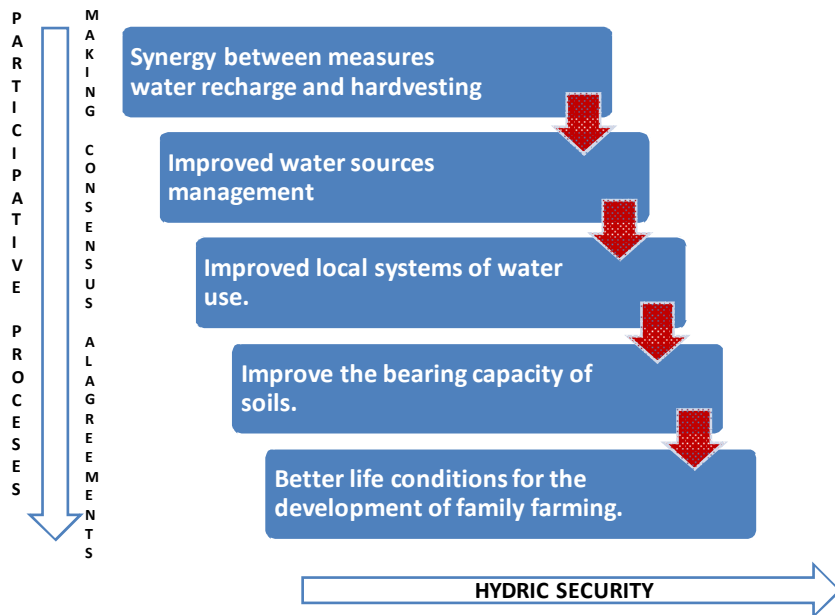 PARTICIPATIVE PROCESES
MAKING CONSENSUS ALAGREEMENTS
Synergy between measures
water recharge and hardvesting
Improved water sources
management
Improved local systems of water
use.
Improve the bearing capacity of
soils.
Better life conditions for the
development of family farming.
HYDRIC SECURITY